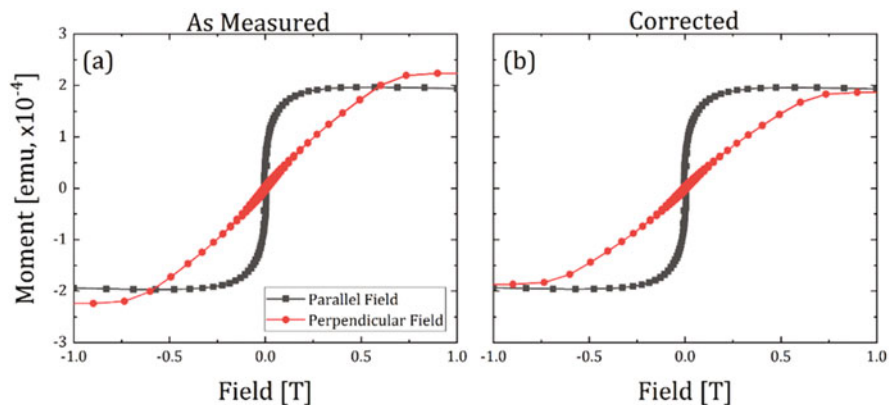 As Measured
Corrected
(a)
(b)
Moment [emu, x10⁻⁴]
3
2
1
0
-1
-2
-3
Parallel Field
Perpendicular Field
-1.0 -0.5 0.0 0.5 1.0
-1.0 -0.5 0.0 0.5 1.0
Field [T]
Field [T]